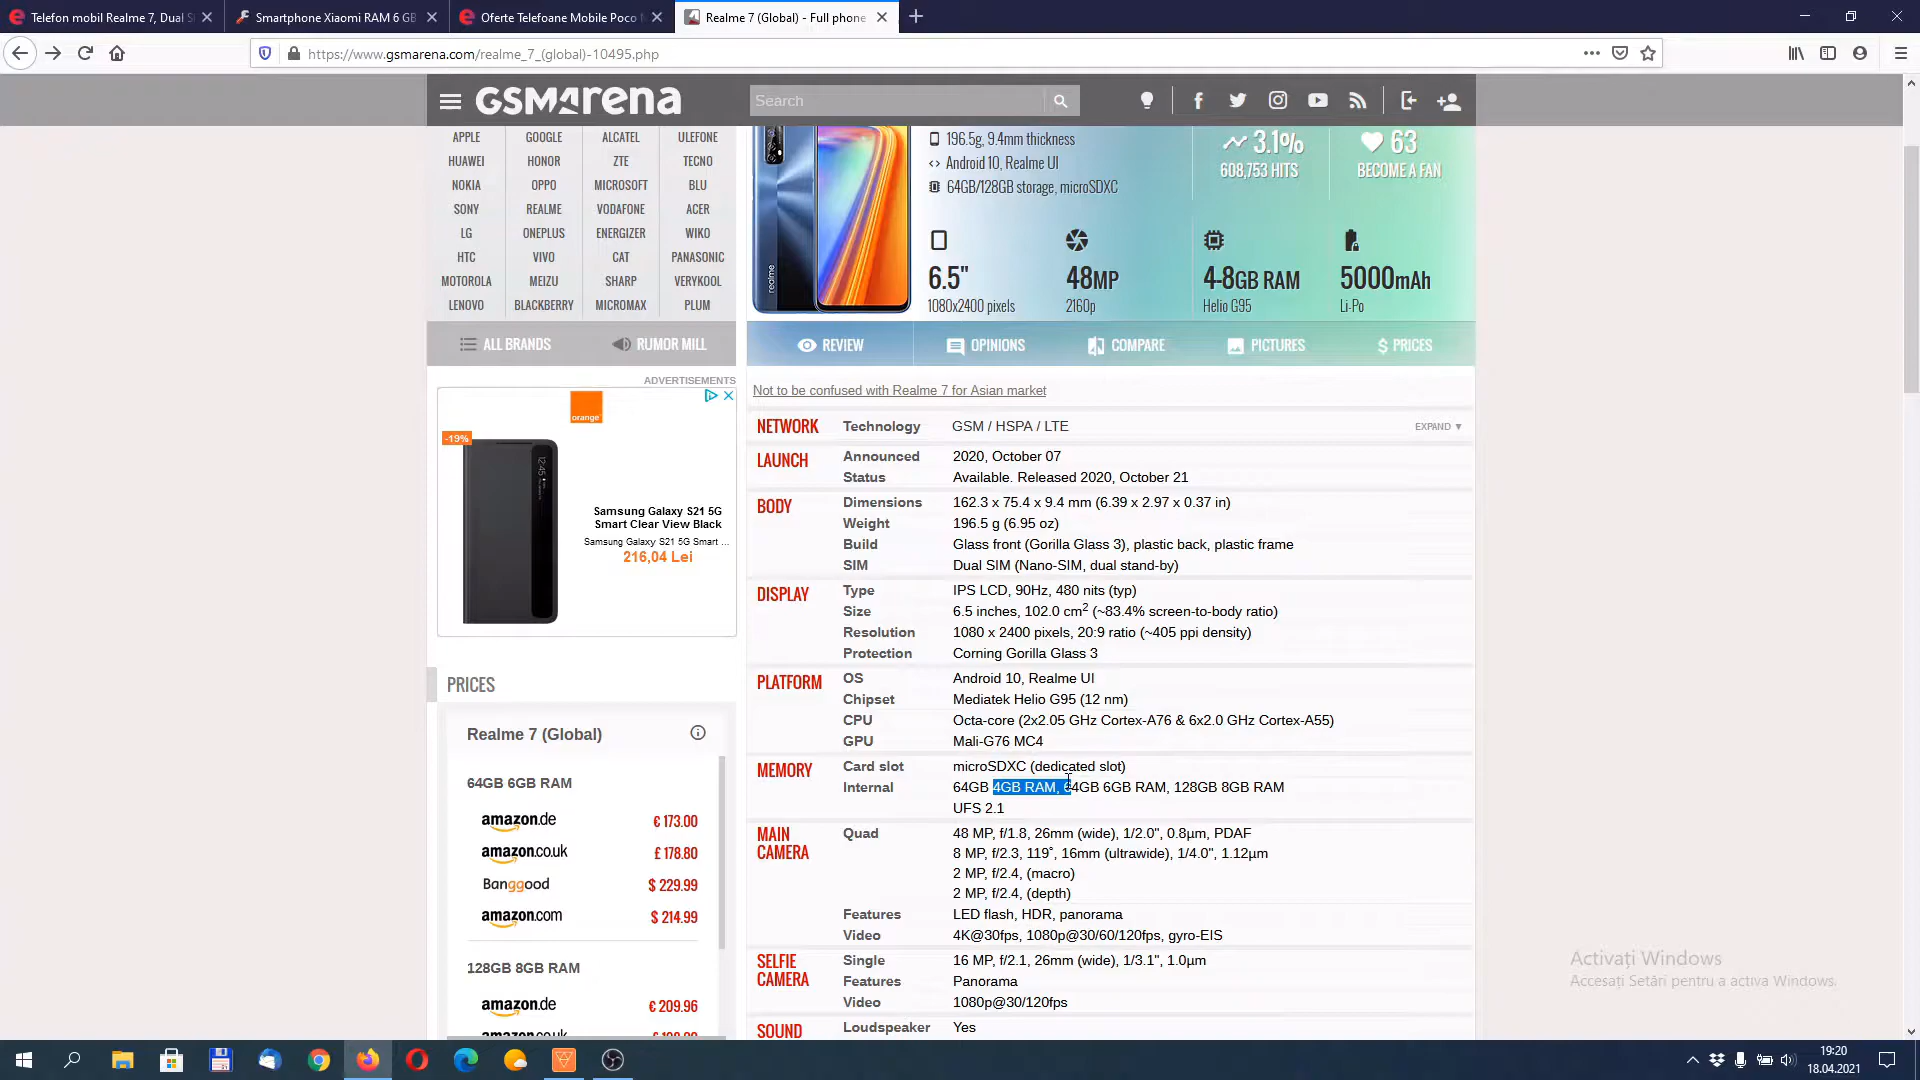 Telefon mobil Realme 7, Dual S
Smartphone Xiaomi RAM 6 GB
Oferte Telefoane Mobile Poco
Realme 7 (Global) - Full phone
https://www.gsmarena.com/realme_7_(global)-10495.php
GSMArena
Search
APPLE GOOGLE ALCATEL ULEFONE
HUAWEI HONOR ZTE TECNO
NOKIA OPPO MICROSOFT BLU
SONY REALME VODAFONE ACER
LG ONEPLUS ENERGIZER WIKO
HTC VIVO CAT PANASONIC
MOTOROLA MEIZU SHARP VERYKOOL
LENOVO BLACKBERRY MICROMAX PLUM
ALL BRANDS RUMOR MILL
realme
196.5g, 9.4mm thickness
Android 10, Realme UI
64GB/128GB storage, microSDXC
3.1%
608,753 HITS
63
BECOME A FAN
6.5"
1080x2400 pixels
48MP
2160p
4-8GB RAM
Helio G95
5000mAh
Li-Po
REVIEW OPINIONS COMPARE PICTURES PRICES
ADVERTISEMENTS
orange
-19%
12:45
Samsung Galaxy S21 5G
Smart Clear View Black
Samsung Galaxy S21 5G Smart ...
216,04 Lei
PRICES
Realme 7 (Global)
64GB 6GB RAM
amazon.de € 173.00
amazon.co.uk £ 178.80
Banggood $ 229.99
amazon.com $ 214.99
128GB 8GB RAM
amazon.de € 209.96
Not to be confused with Realme 7 for Asian market
NETWORK Technology GSM / HSPA / LTE EXPAND ▼
LAUNCH Announced 2020, October 07
Status Available. Released 2020, October 21
BODY Dimensions 162.3 x 75.4 x 9.4 mm (6.39 x 2.97 x 0.37 in)
Weight 196.5 g (6.95 oz)
Build Glass front (Gorilla Glass 3), plastic back, plastic frame
SIM Dual SIM (Nano-SIM, dual stand-by)
DISPLAY Type IPS LCD, 90Hz, 480 nits (typ)
Size 6.5 inches, 102.0 cm2 (~83.4% screen-to-body ratio)
Resolution 1080 x 2400 pixels, 20:9 ratio (~405 ppi density)
Protection Corning Gorilla Glass 3
PLATFORM OS Android 10, Realme UI
Chipset Mediatek Helio G95 (12 nm)
CPU Octa-core (2x2.05 GHz Cortex-A76 & 6x2.0 GHz Cortex-A55)
GPU Mali-G76 MC4
MEMORY Card slot microSDXC (dedicated slot)
Internal 64GB 4GB RAM, 64GB 6GB RAM, 128GB 8GB RAM
UFS 2.1
MAIN CAMERA Quad 48 MP, f/1.8, 26mm (wide), 1/2.0", 0.8µm, PDAF
8 MP, f/2.3, 119˚, 16mm (ultrawide), 1/4.0", 1.12µm
2 MP, f/2.4, (macro)
2 MP, f/2.4, (depth)
Features LED flash, HDR, panorama
Video 4K@30fps, 1080p@30/60/120fps, gyro-EIS
SELFIE CAMERA Single 16 MP, f/2.1, 26mm (wide), 1/3.1", 1.0µm
Features Panorama
Video 1080p@30/120fps
SOUND Loudspeaker Yes
Activați Windows
Accesați Setări pentru a activa Windows.
19:20
18.04.2021